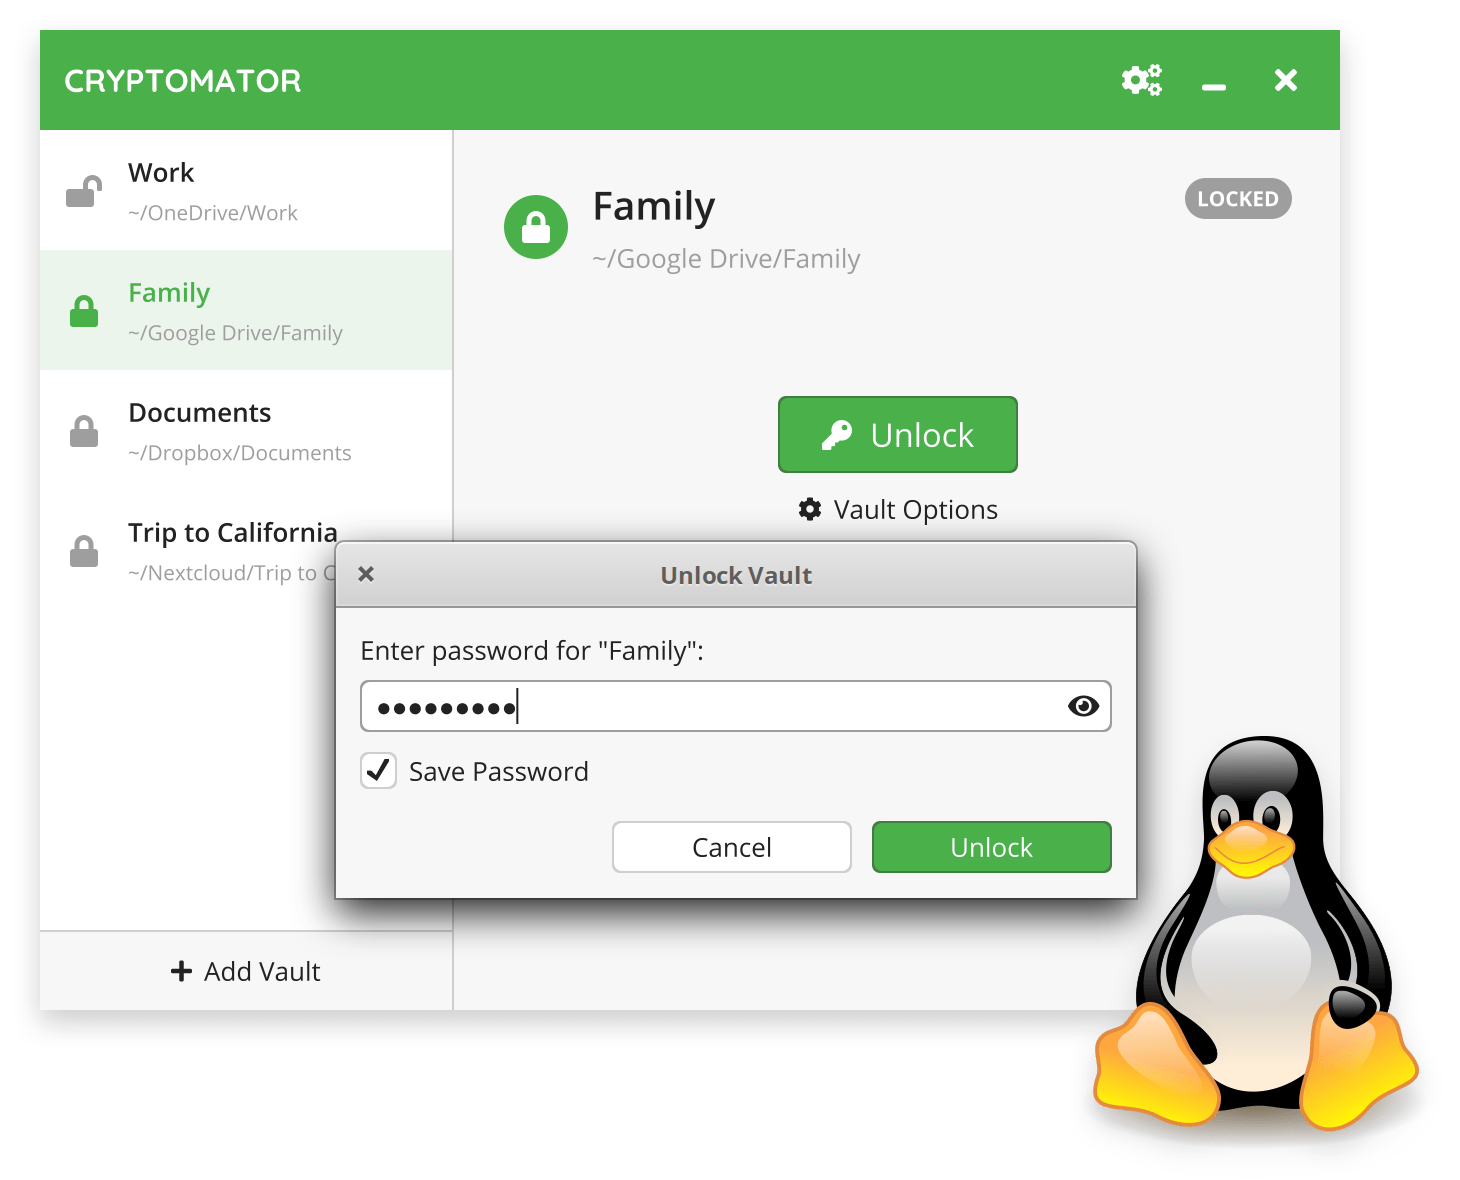 CRYPTOMATOR
Work
~/OneDrive/Work
Family
~/Google Drive/Family
Documents
~/Dropbox/Documents
Trip to California
~/Nextcloud/Trip to
Add Vault
Family
~/Google Drive/Family
LOCKED
Unlock
Vault Options
Unlock Vault
Enter password for "Family":
Save Password
Cancel
Unlock